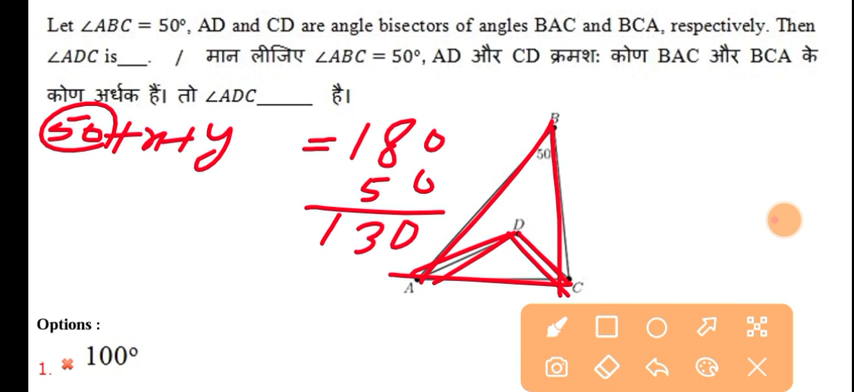 Let ∠ABC = 50°, AD and CD are angle bisectors of angles BAC and BCA, respectively. Then
∠ADC is___. / मान लीजिए ∠ABC = 50°, AD और CD क्रमश: कोण BAC और BCA के
कोण अर्धक हैं। तो ∠ADC______ है।
50+x+y = 180
50
130
B
50
D
A
C
Options :
1. ✖ 100°